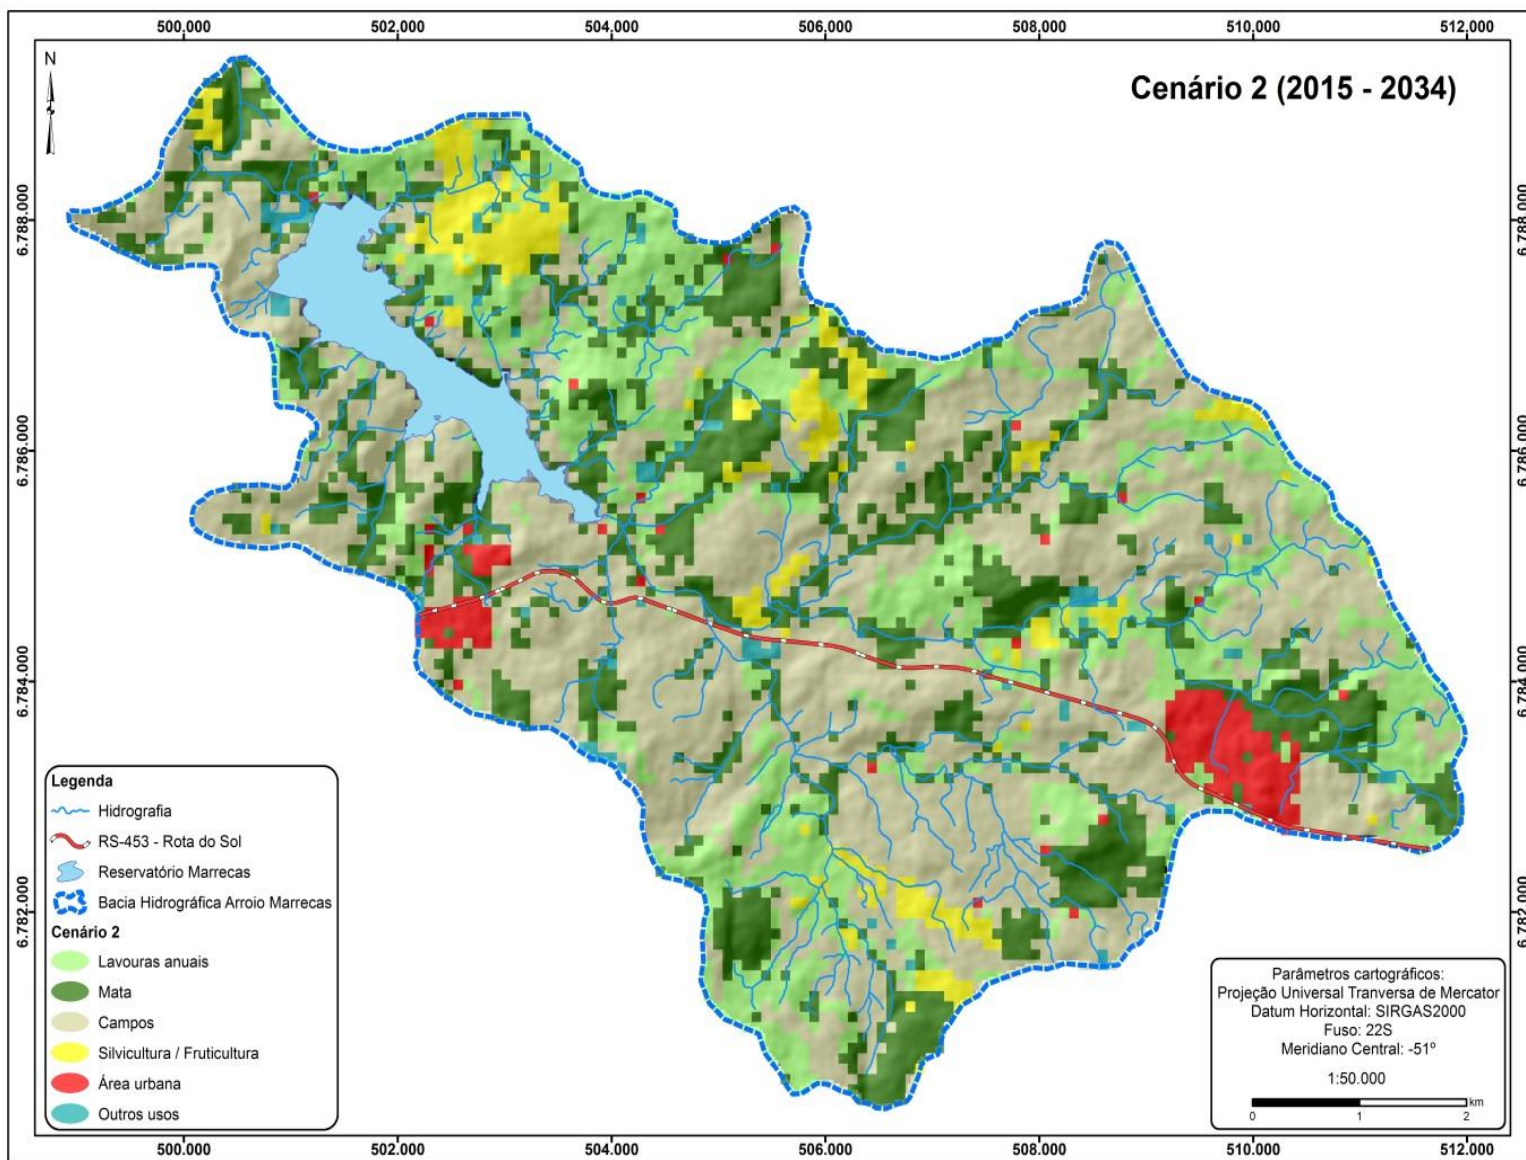 500.000 502.000 504.000 506.000 508.000 510.000 512.000
N
Cenário 2 (2015 - 2034)
6.788.000
6.788.000
6.786.000
6.786.000
6.784.000
6.784.000
6.782.000
6.782.000
Legenda
Hidrografia
RS-453 - Rota do Sol
Reservatório Marrecas
Bacia Hidrográfica Arroio Marrecas
Cenário 2
Lavouras anuais
Mata
Campos
Silvicultura / Fruticultura
Área urbana
Outros usos
Parâmetros cartográficos:
Projeção Universal Tranversa de Mercator
Datum Horizontal: SIRGAS2000
Fuso: 22S
Meridiano Central: -51º
1:50.000
km
0 1 2
500.000 502.000 504.000 506.000 508.000 510.000 512.000